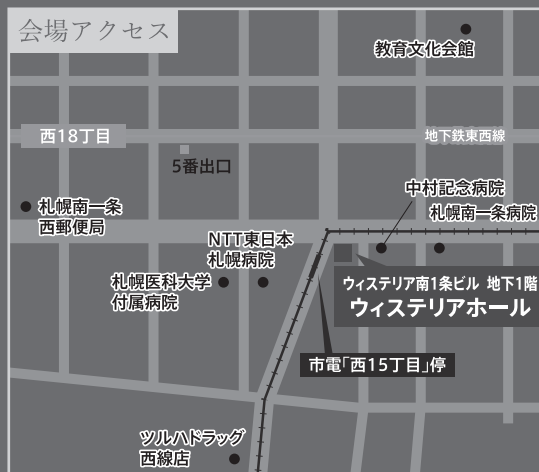 会場アクセス
教育文化会館
西18丁目
地下鉄東西線
5番出口
中村記念病院
札幌南一条
西郵便局
札幌南一条病院
NTT東日本
札幌病院
札幌医科大学
付属病院
ウィステリア南1条ビル 地下1階
ウィステリアホール
市電「西15丁目」停
ツルハドラッグ
西線店